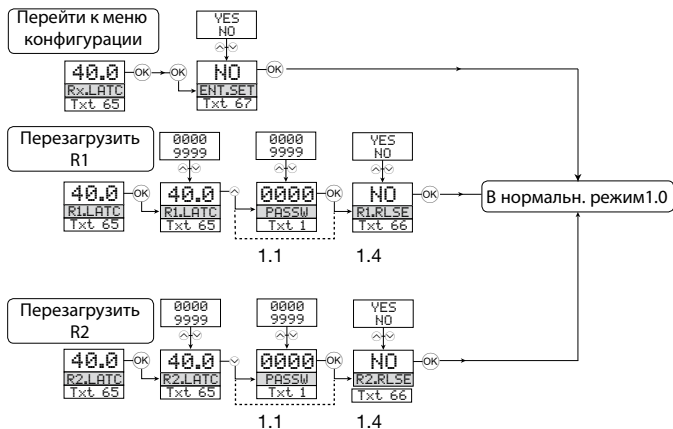 Перейти к меню
конфигурации
YES
NO
40.0
Rx.LATC
Txt 65
OK
OK
NO
ENT.SET
Txt 67
OK
Перезагрузить
R1
0000
9999
0000
9999
YES
NO
40.0
R1.LATC
Txt 65
OK
40.0
R1.LATC
Txt 65
0000
PASSW
Txt 1
OK
NO
R1.RLSE
Txt 66
OK
В нормальн. режим1.0
1.1
1.4
Перезагрузить
R2
0000
9999
0000
9999
YES
NO
40.0
R2.LATC
Txt 65
OK
40.0
R2.LATC
Txt 65
0000
PASSW
Txt 1
OK
NO
R2.RLSE
Txt 66
OK
1.1
1.4